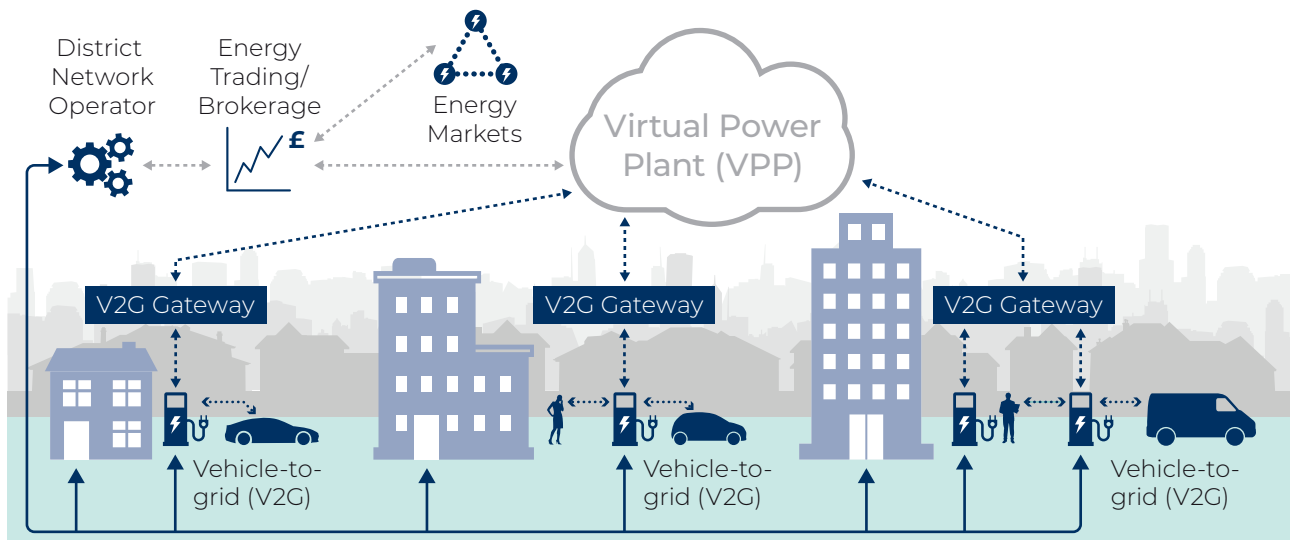 District
Network
Operator
Energy
Trading/
Brokerage
£
Energy
Markets
Virtual Power
Plant (VPP)
V2G Gateway
V2G Gateway
V2G Gateway
Vehicle-to-
grid (V2G)
Vehicle-to-
grid (V2G)
Vehicle-to-
grid (V2G)